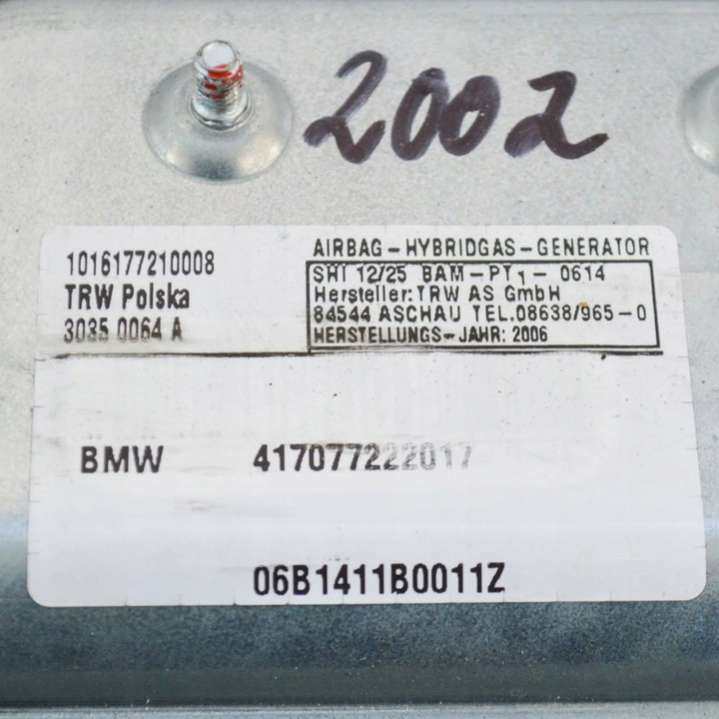 2002
1016177210008
TRW Polska
3035 0064 A
AIRBAG-HYBRIDGAS-GENERATOR
SHI 12/25 BAM-PT1-0614
Hersteller:TRW AS GmbH
84544 ASCHAU TEL.08638/965-0
HERSTELLUNGS-JAHR: 2006
BMW 417077222017
06B1411B0011Z